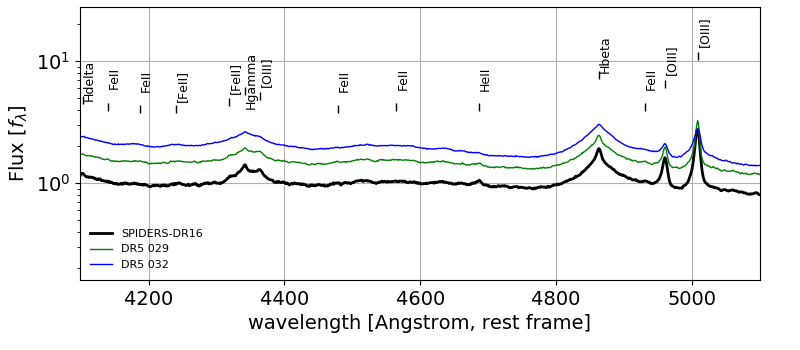 Hdelta
FeII
FeII
[FeII]
[FeII]
Hgamma
[OIII]
FeII
FeII
HeII
Hbeta
FeII
[OIII]
[OIII]
10¹
10⁰
Flux [fλ]
SPIDERS-DR16
DR5 029
DR5 032
4200 4400 4600 4800 5000
wavelength [Angstrom, rest frame]